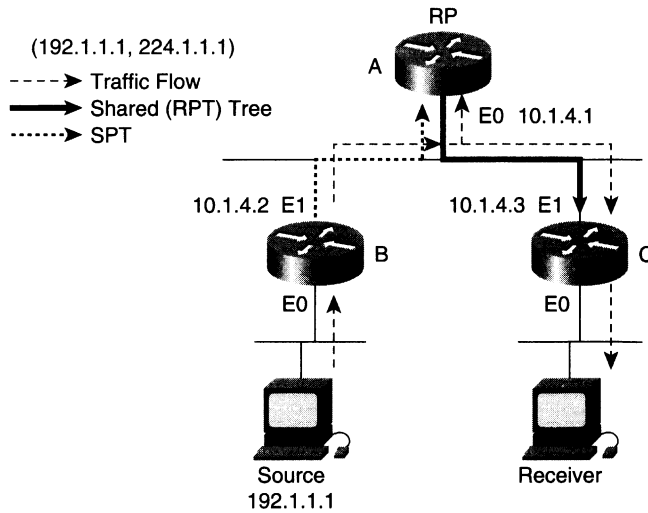 RP
(192.1.1.1, 224.1.1.1)
A
Traffic Flow
Shared (RPT) Tree
E0 10.1.4.1
SPT
10.1.4.2 E1
10.1.4.3 E1
B
C
E0
E0
Source
192.1.1.1
Receiver